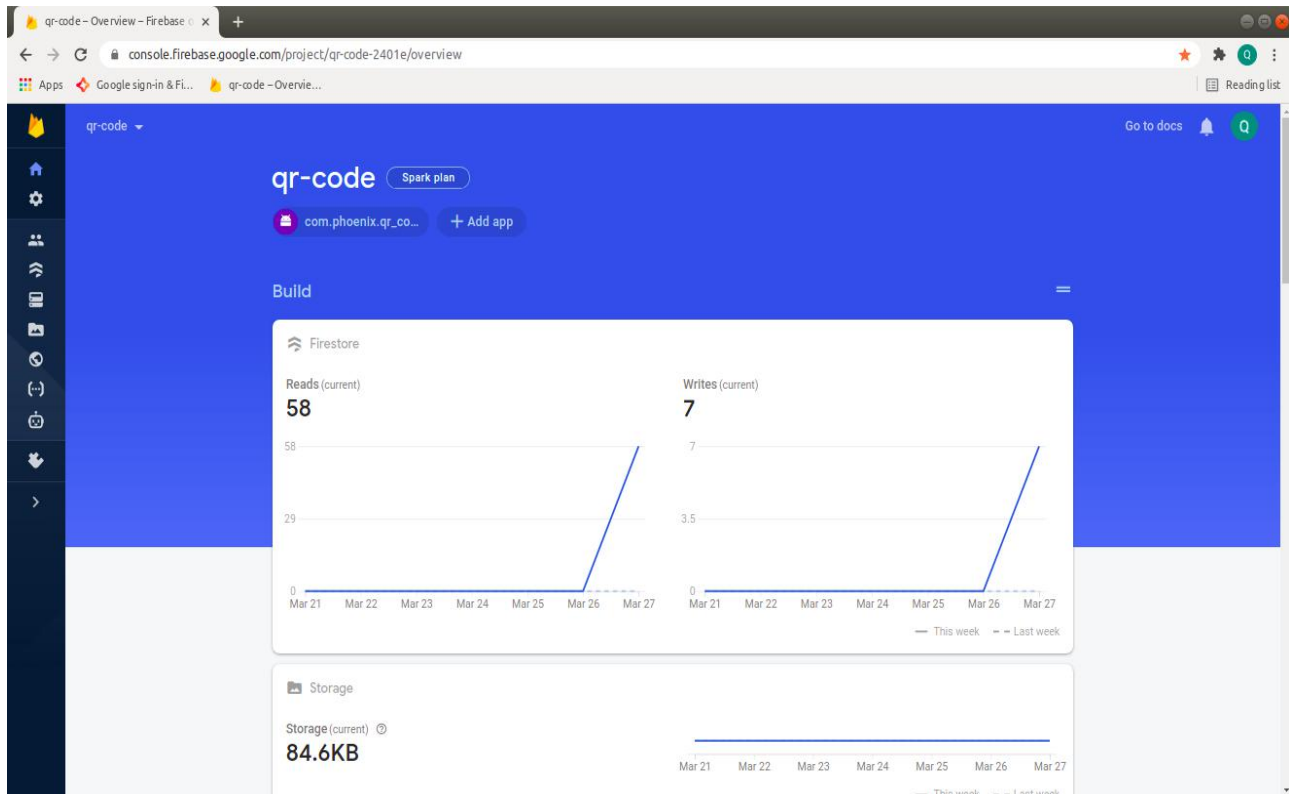 qr-code – Overview – Firebase
console.firebase.google.com/project/qr-code-2401e/overview
Q
Apps
Google sign-in & Fi...
qr-code – Overvie...
Reading list
qr-code
Go to docs
Q
qr-code
Spark plan
com.phoenix.qr_co...
+ Add app
Build
Firestore
Reads (current)
58
58
29
0
Mar 21 Mar 22 Mar 23 Mar 24 Mar 25 Mar 26 Mar 27
Writes (current)
7
7
3.5
0
Mar 21 Mar 22 Mar 23 Mar 24 Mar 25 Mar 26 Mar 27
This week Last week
Storage
Storage (current)
84.6KB
Mar 21 Mar 22 Mar 23 Mar 24 Mar 25 Mar 26 Mar 27
This week Last week